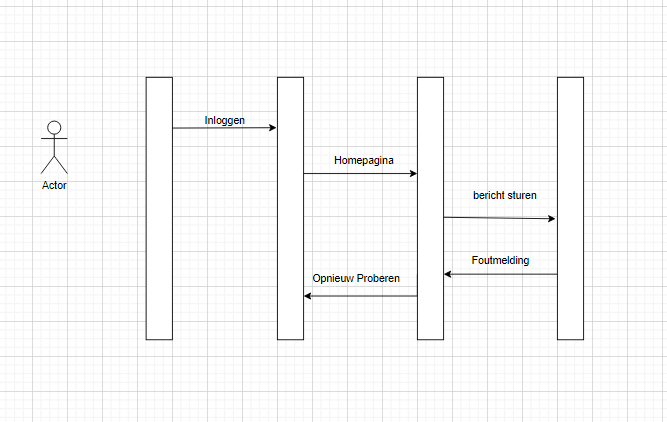 Inloggen
Homepagina
Actor
bericht sturen
Foutmelding
Opnieuw Proberen